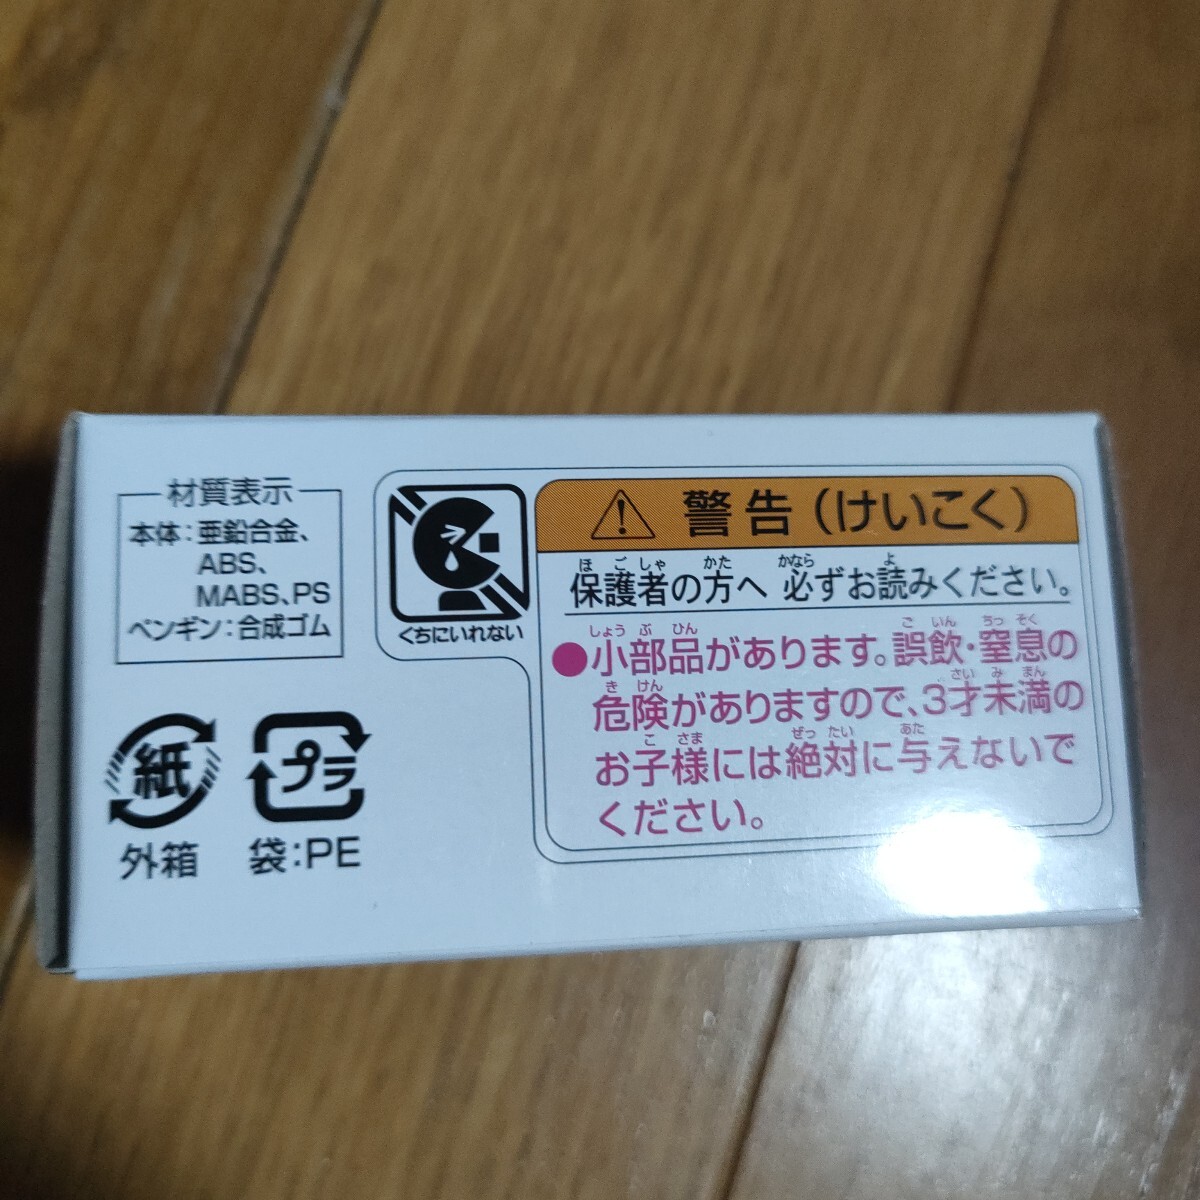 材質表示
本体：亜鉛合金、
ABS、
MABS、PS
ペンギン：合成ゴム
紙
外箱
プラ
袋：PE
くちにいれない
警告（けいこく）
ほ ご しゃ かた かなら よ
保護者の方へ 必ずお読みください。
しょう ぶ ひん ご いん ちっ そく
●小部品があります。誤飲・窒息の
き けん さい み まん
危険がありますので、3才未満の
こ さま ぜっ たい あた
お子様には絶対に与えないで
ください。